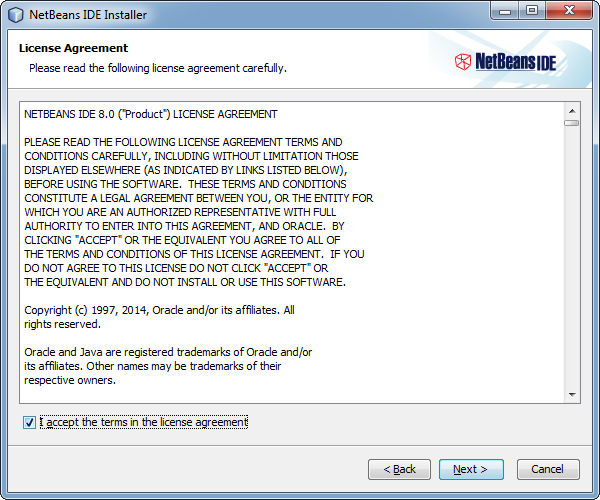 NetBeans IDE Installer
License Agreement
Please read the following license agreement carefully.
NetBeans IDE
NETBEANS IDE 8.0 ("Product") LICENSE AGREEMENT
PLEASE READ THE FOLLOWING LICENSE AGREEMENT TERMS AND
CONDITIONS CAREFULLY, INCLUDING WITHOUT LIMITATION THOSE
DISPLAYED ELSEWHERE (AS INDICATED BY LINKS LISTED BELOW),
BEFORE USING THE SOFTWARE.  THESE TERMS AND CONDITIONS
CONSTITUTE A LEGAL AGREEMENT BETWEEN YOU, OR THE ENTITY FOR
WHICH YOU ARE AN AUTHORIZED REPRESENTATIVE WITH FULL
AUTHORITY TO ENTER INTO THIS AGREEMENT, AND ORACLE.  BY
CLICKING "ACCEPT" OR THE EQUIVALENT YOU AGREE TO ALL OF
THE TERMS AND CONDITIONS OF THIS LICENSE AGREEMENT.  IF YOU
DO NOT AGREE TO THIS LICENSE DO NOT CLICK "ACCEPT" OR
THE EQUIVALENT AND DO NOT INSTALL OR USE THIS SOFTWARE.
Copyright (c) 1997, 2014, Oracle and/or its affiliates. All
rights reserved.
Oracle and Java are registered trademarks of Oracle and/or
its affiliates. Other names may be trademarks of their
respective owners.
I accept the terms in the license agreement
< Back
Next >
Cancel